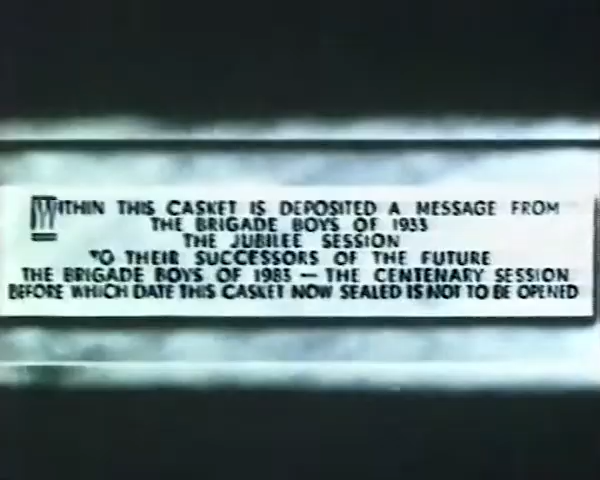 WITHIN THIS CASKET IS DEPOSITED A MESSAGE FROM
THE BRIGADE BOYS OF 1933
THE JUBILEE SESSION
TO THEIR SUCCESSORS OF THE FUTURE
THE BRIGADE BOYS OF 1983 — THE CENTENARY SESSION
BEFORE WHICH DATE THIS CASKET NOW SEALED IS NOT TO BE OPENED